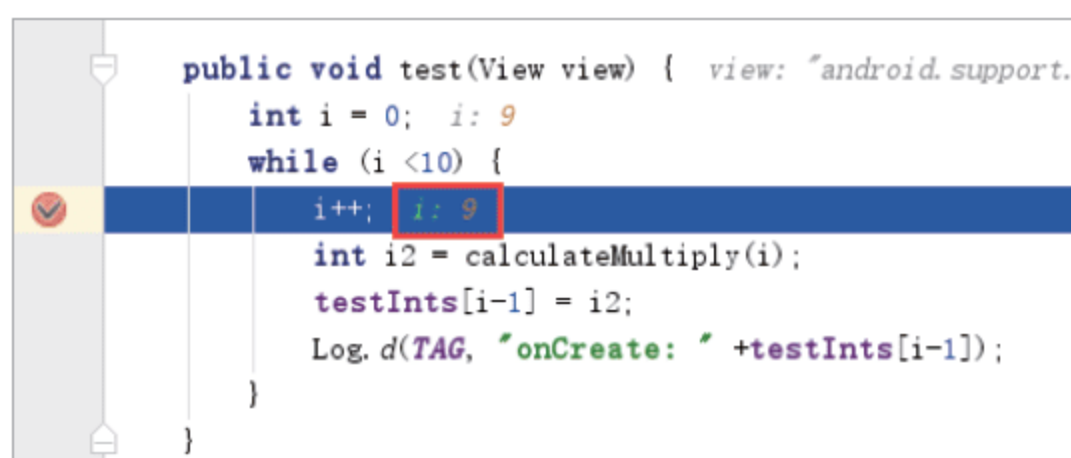 public void test(View view) {  view: "android.support.
int i = 0;  i: 9
while (i <10) {
i++;  i: 9
int i2 = calculateMultiply(i);
testInts[i-1] = i2;
Log.d(TAG, "onCreate: " +testInts[i-1]);
}
}